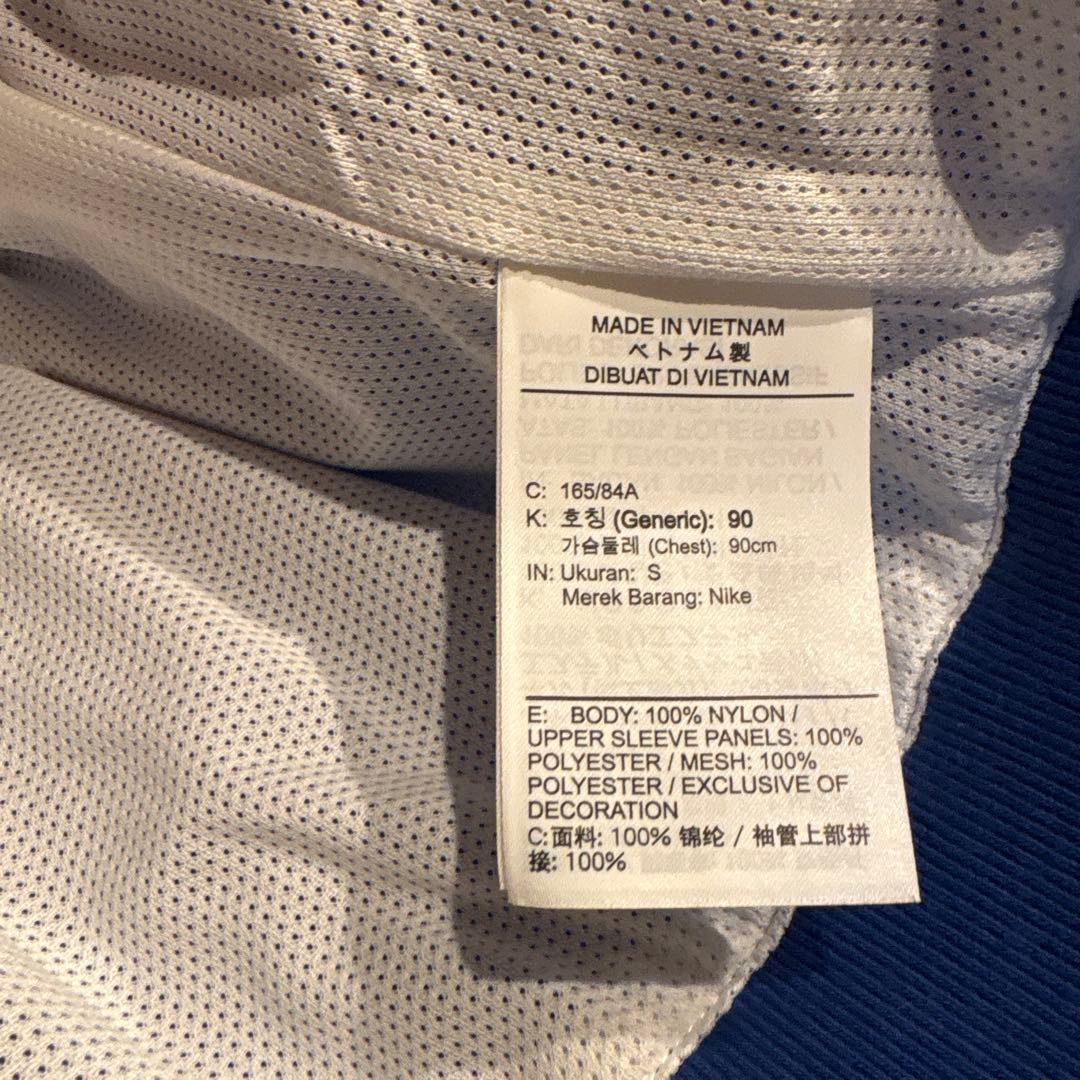 MADE IN VIETNAM
ベトナム製
DIBUAT DI VIETNAM
C: 165/84A
K: 호칭 (Generic): 90
가슴둘레 (Chest): 90cm
IN: Ukuran: S
Merek Barang: Nike
E: BODY: 100% NYLON /
UPPER SLEEVE PANELS: 100%
POLYESTER / MESH: 100%
POLYESTER / EXCLUSIVE OF
DECORATION
C:面料: 100% 锦纶 / 袖管上部拼
接: 100%